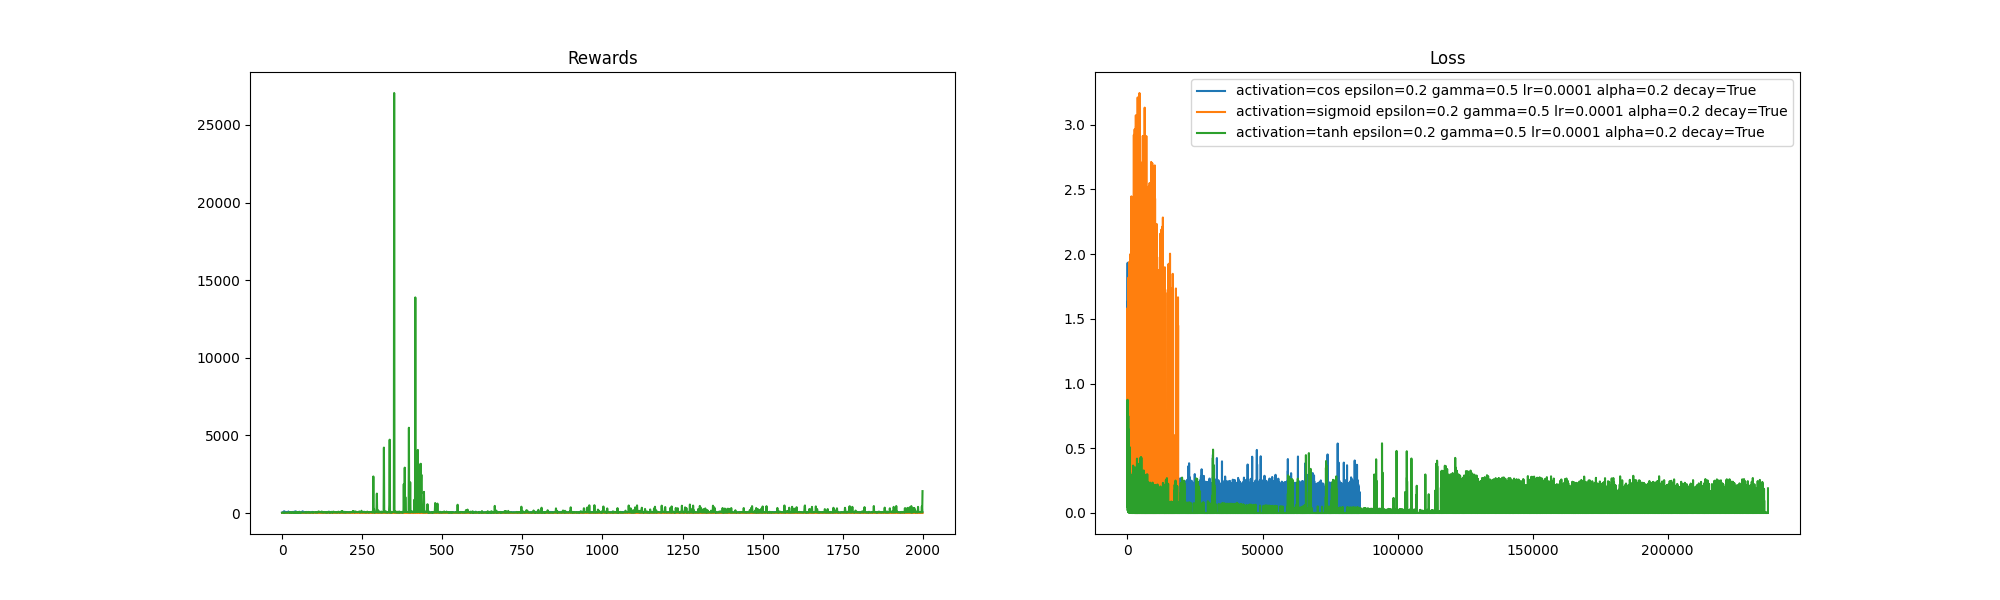 Rewards
25000
20000
15000
10000
5000
0
0 250 500 750 1000 1250 1500 1750 2000
Loss
activation=cos epsilon=0.2 gamma=0.5 lr=0.0001 alpha=0.2 decay=True
activation=sigmoid epsilon=0.2 gamma=0.5 lr=0.0001 alpha=0.2 decay=True
activation=tanh epsilon=0.2 gamma=0.5 lr=0.0001 alpha=0.2 decay=True
3.0
2.5
2.0
1.5
1.0
0.5
0.0
0 50000 100000 150000 200000